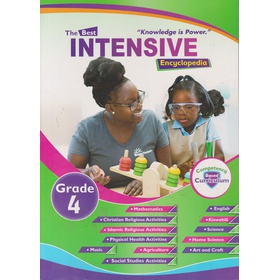 The Best "Knowledge is Power."
INTENSIVE
Encyclopedia
Competence
Based
Curriculum
Grade
4
• Mathematics
• Christian Religious Activities
• Islamic Religious Activities
• Physical Health Activities
• Music
• Agriculture
• Social Studies Activities
• English
• Kiswahili
• Science
• Home Science
• Art and Craft